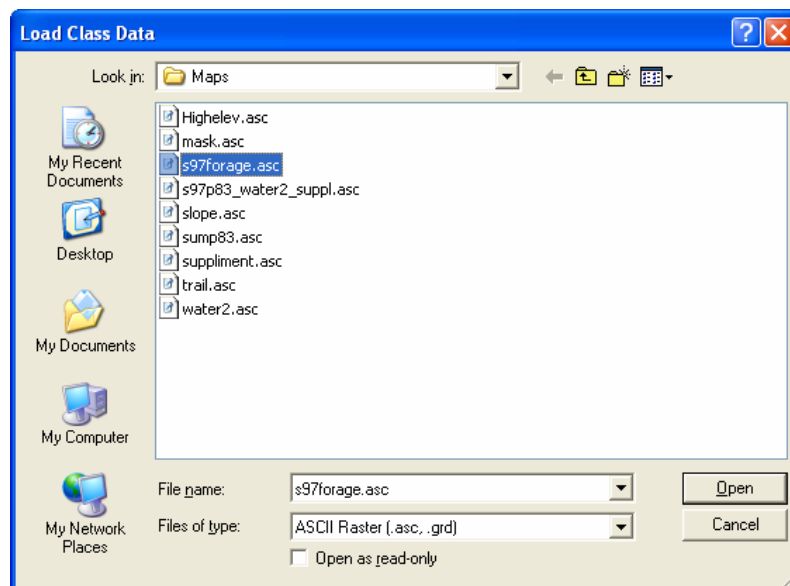 Load Class Data
Look in:
Maps
My Recent
Documents
Desktop
My Documents
My Computer
My Network
Places
Highelev.asc
mask.asc
s97forage.asc
s97p83_water2_suppl.asc
slope.asc
sump83.asc
suppliment.asc
trail.asc
water2.asc
File name:
s97forage.asc
Open
Files of type:
ASCII Raster (.asc, .grd)
Cancel
Open as read-only